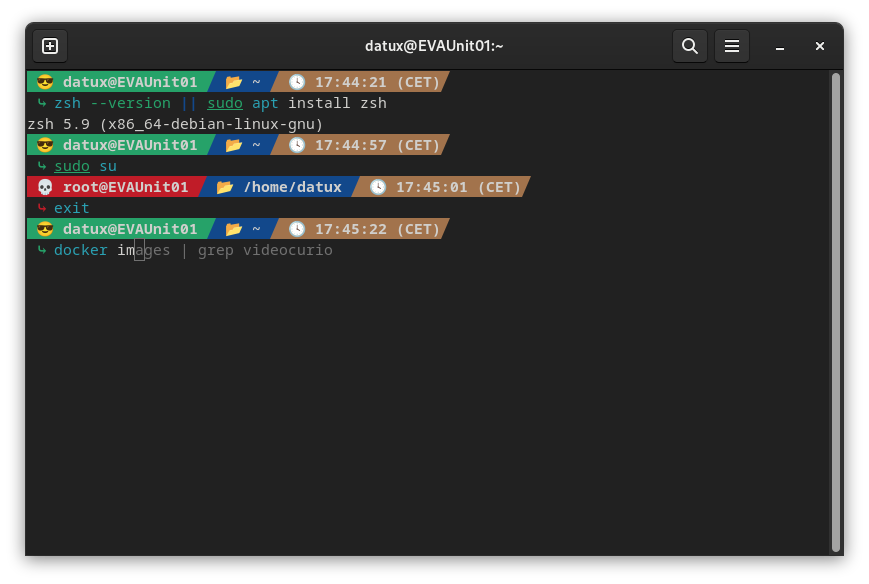 datux@EVAUnit01:~
😎 datux@EVAUnit01 📂 ~ 🕓 17:44:21 (CET)
⤷ zsh --version || sudo apt install zsh
zsh 5.9 (x86_64-debian-linux-gnu)
😎 datux@EVAUnit01 📂 ~ 🕓 17:44:57 (CET)
⤷ sudo su
💀 root@EVAUnit01 📂 /home/datux 🕓 17:45:01 (CET)
⤷ exit
😎 datux@EVAUnit01 📂 ~ 🕓 17:45:22 (CET)
⤷ docker images | grep videocurio